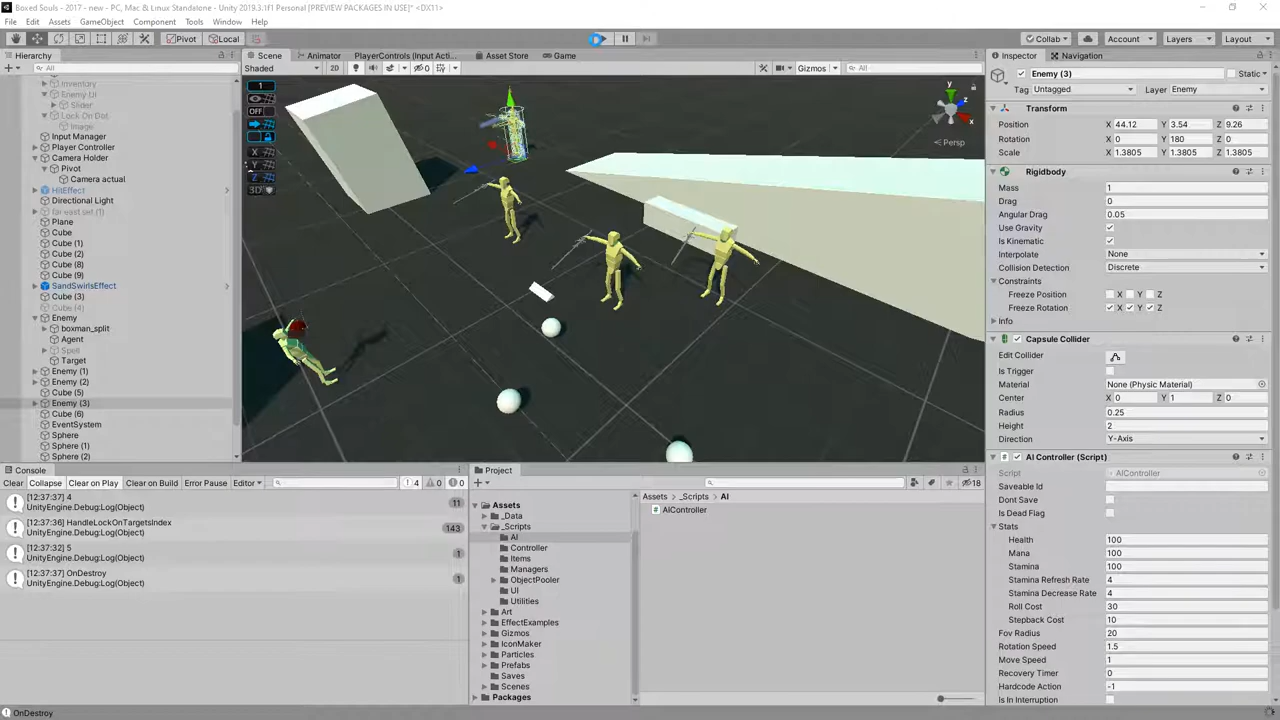 Boxed Souls - 2017 - new - PC, Mac & Linux Standalone - Unity 2019.3.1f1 Personal [PREVIEW PACKAGES IN USE]* <DX11>
File Edit Assets GameObject Component Tools Window Help
Pivot Local Collab Account Layers Layout
Hierarchy
All
Inventory
Enemy UI
Slider
Lock On Dot
Image
Input Manager
Player Controller
Camera Holder
Pivot
Camera actual
HitEffect
Directional Light
far east set (1)
Plane
Cube
Cube (1)
Cube (2)
Cube (8)
Cube (9)
SandSwirlsEffect
Cube (3)
Cube (4)
Enemy
boxman_split
Agent
Spell
Target
Enemy (1)
Enemy (2)
Cube (5)
Enemy (3)
Cube (6)
EventSystem
Sphere
Sphere (1)
Sphere (2)
Scene Animator PlayerControls (Input Acti... Asset Store Game
Shaded 2D 0 Gizmos All
1
OFF
X
Y
Z
3D
y
z
x
Persp
Inspector Navigation
Enemy (3) Static
Tag Untagged Layer Enemy
Transform
Position X 44.12 Y 3.54 Z 9.26
Rotation X 0 Y 180 Z 0
Scale X 1.3805 Y 1.3805 Z 1.3805
Rigidbody
Mass 1
Drag 0
Angular Drag 0.05
Use Gravity
Is Kinematic
Interpolate None
Collision Detection Discrete
Constraints
Freeze Position X Y Z
Freeze Rotation X Y Z
Info
Capsule Collider
Edit Collider
Is Trigger
Material None (Physic Material)
Center X 0 Y 1 Z 0
Radius 0.25
Height 2
Direction Y-Axis
AI Controller (Script)
Script AIController
Saveable Id
Dont Save
Is Dead Flag
Stats
Health 100
Mana 100
Stamina 100
Stamina Refresh Rate 4
Stamina Decrease Rate 4
Roll Cost 30
Stepback Cost 10
Fov Radius 20
Rotation Speed 1.5
Move Speed 1
Recovery Timer 0
Hardcode Action -1
Is In Interruption
Console
Clear Collapse Clear on Play Clear on Build Error Pause Editor 4 0 0
[12:37:37] 4
UnityEngine.Debug:Log(Object)
11
[12:37:36] HandleLockOnTargetsIndex
UnityEngine.Debug:Log(Object)
143
[12:37:32] 5
UnityEngine.Debug:Log(Object)
1
[12:37:37] OnDestroy
UnityEngine.Debug:Log(Object)
1
Project
18
Assets
_Data
_Scripts
AI
Controller
Items
Managers
ObjectPooler
UI
Utilities
Art
EffectExamples
Gizmos
IconMaker
Particles
Prefabs
Saves
Scenes
Packages
Assets _Scripts AI
AIController
OnDestroy